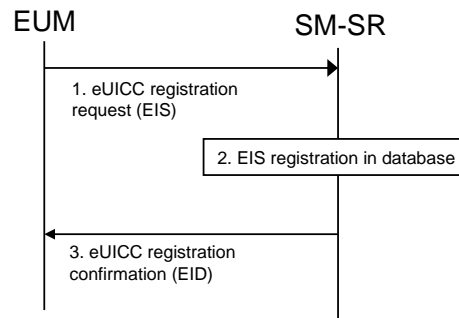 EUM
SM-SR
1. eUICC registration
request (EIS)
2. EIS registration in database
3. eUICC registration
confirmation (EID)